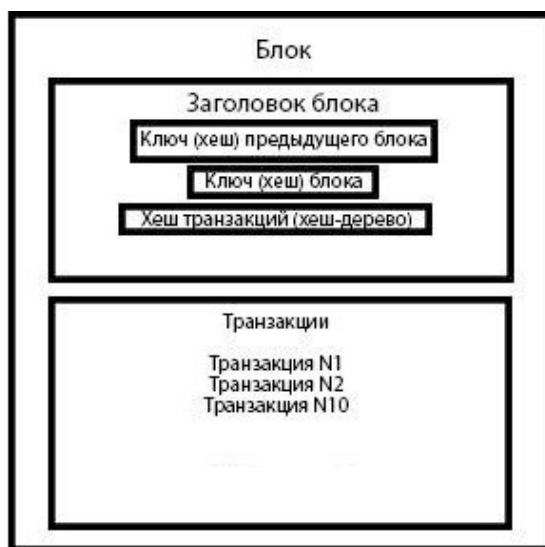 Блок
Заголовок блока
Ключ (хеш) предыдущего блока
Ключ (хеш) блока
Хеш транзакций (хеш-дерево)
Транзакции
Транзакция N1
Транзакция N2
Транзакция N10